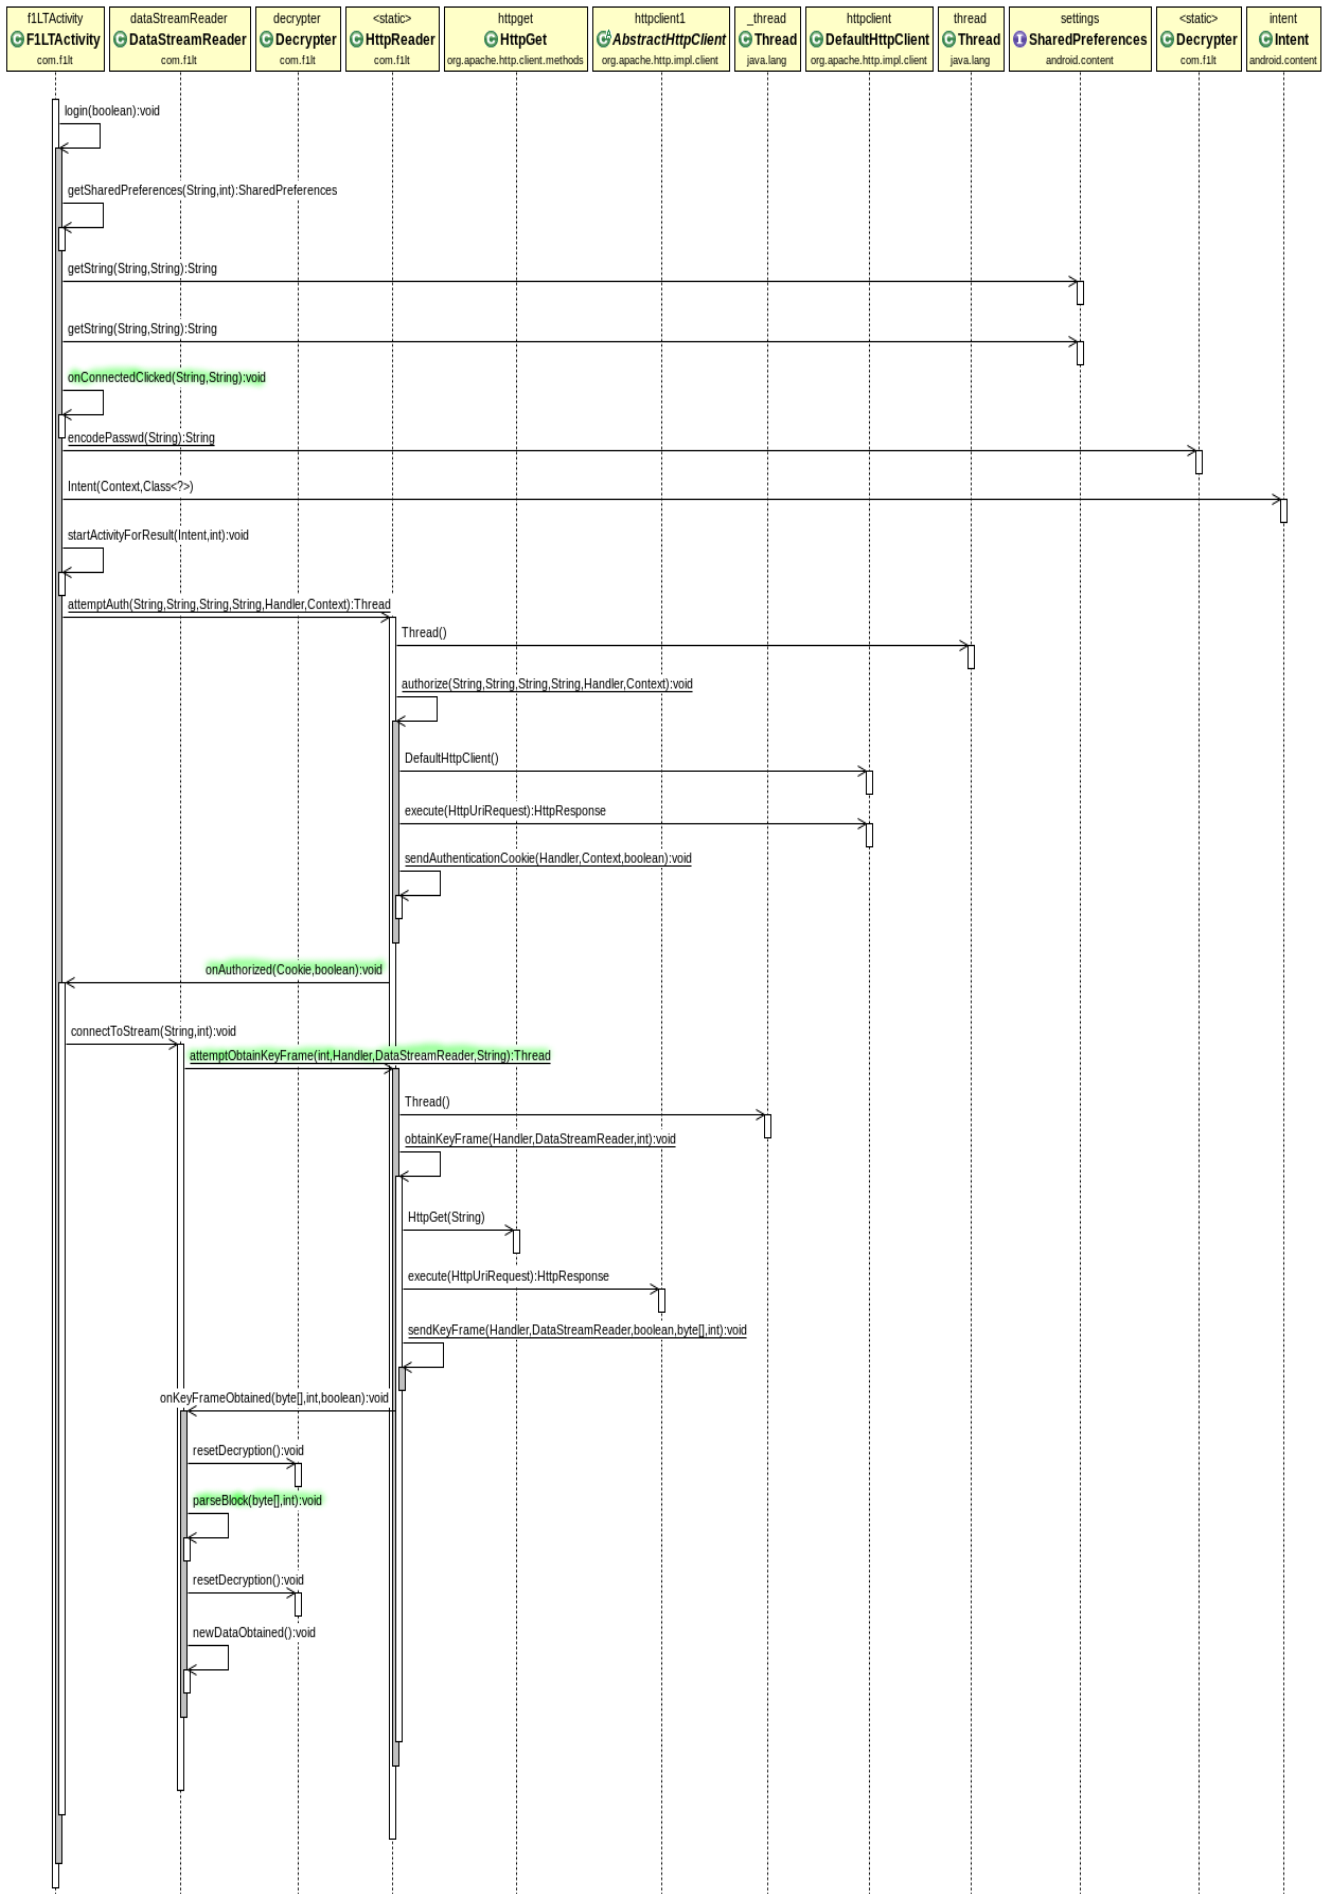 f1LTActivity
F1LTActivity
com.f1lt
dataStreamReader
DataStreamReader
com.f1lt
decrypter
Decrypter
com.f1lt
<static>
HttpReader
com.f1lt
httpget
HttpGet
org.apache.http.client.methods
httpclient1
AbstractHttpClient
org.apache.http.impl.client
_thread
Thread
java.lang
httpclient
DefaultHttpClient
org.apache.http.impl.client
thread
Thread
java.lang
settings
SharedPreferences
android.content
<static>
Decrypter
com.f1lt
intent
Intent
android.content
login(boolean):void
getSharedPreferences(String,int):SharedPreferences
getString(String,String):String
getString(String,String):String
onConnectedClicked(String,String):void
encodePasswd(String):String
Intent(Context,Class<?>)
startActivityForResult(Intent,int):void
attemptAuth(String,String,String,String,Handler,Context):Thread
Thread()
authorize(String,String,String,String,Handler,Context):void
DefaultHttpClient()
execute(HttpUriRequest):HttpResponse
sendAuthenticationCookie(Handler,Context,boolean):void
onAuthorized(Cookie,boolean):void
connectToStream(String,int):void
attemptObtainKeyFrame(int,Handler,DataStreamReader,String):Thread
Thread()
obtainKeyFrame(Handler,DataStreamReader,int):void
HttpGet(String)
execute(HttpUriRequest):HttpResponse
sendKeyFrame(Handler,DataStreamReader,boolean,byte[],int):void
onKeyFrameObtained(byte[],int,boolean):void
resetDecryption():void
parseBlock(byte[],int):void
resetDecryption():void
newDataObtained():void